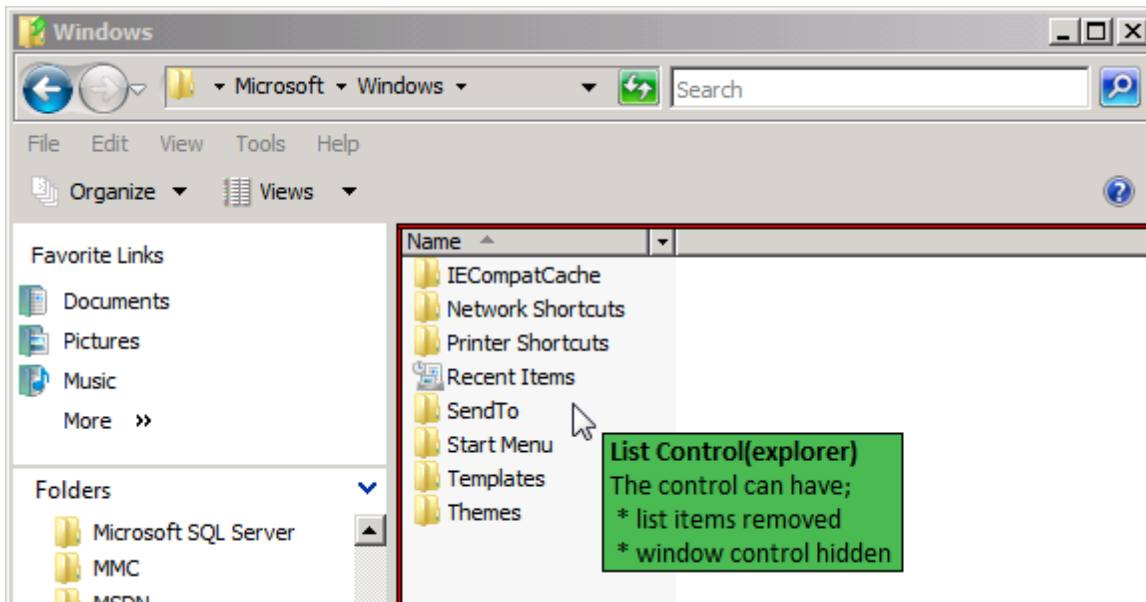 Windows
Microsoft Windows
Search
File Edit View Tools Help
Organize Views
Favorite Links
Documents
Pictures
Music
More »
Folders
Microsoft SQL Server
MMC
MSDN
Name
IECompatCache
Network Shortcuts
Printer Shortcuts
Recent Items
SendTo
Start Menu
Templates
Themes
List Control(explorer)
The control can have;
* list items removed
* window control hidden